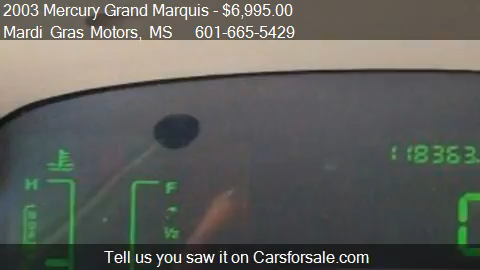 2003 Mercury Grand Marquis - $6,995.00
Mardi Gras Motors, MS 601-665-5429
118363.
H F
½
Tell us you saw it on Carsforsale.com